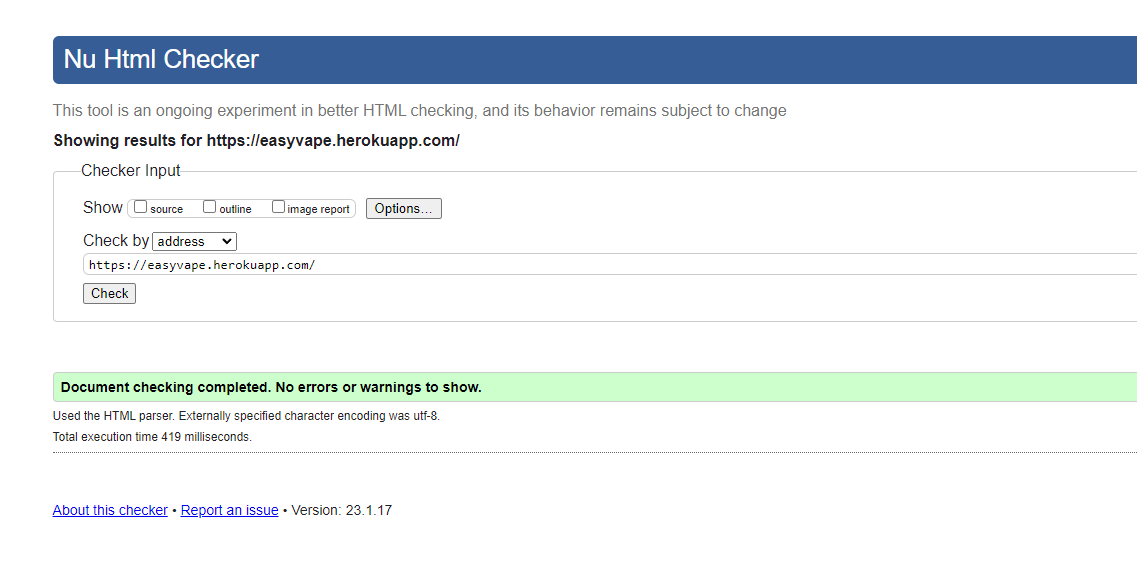 Nu Html Checker
This tool is an ongoing experiment in better HTML checking, and its behavior remains subject to change
Showing results for https://easyvape.herokuapp.com/
Checker Input
Show source outline image report Options...
Check by address
https://easyvape.herokuapp.com/
Check
Document checking completed. No errors or warnings to show.
Used the HTML parser. Externally specified character encoding was utf-8.
Total execution time 419 milliseconds.
About this checker • Report an issue • Version: 23.1.17